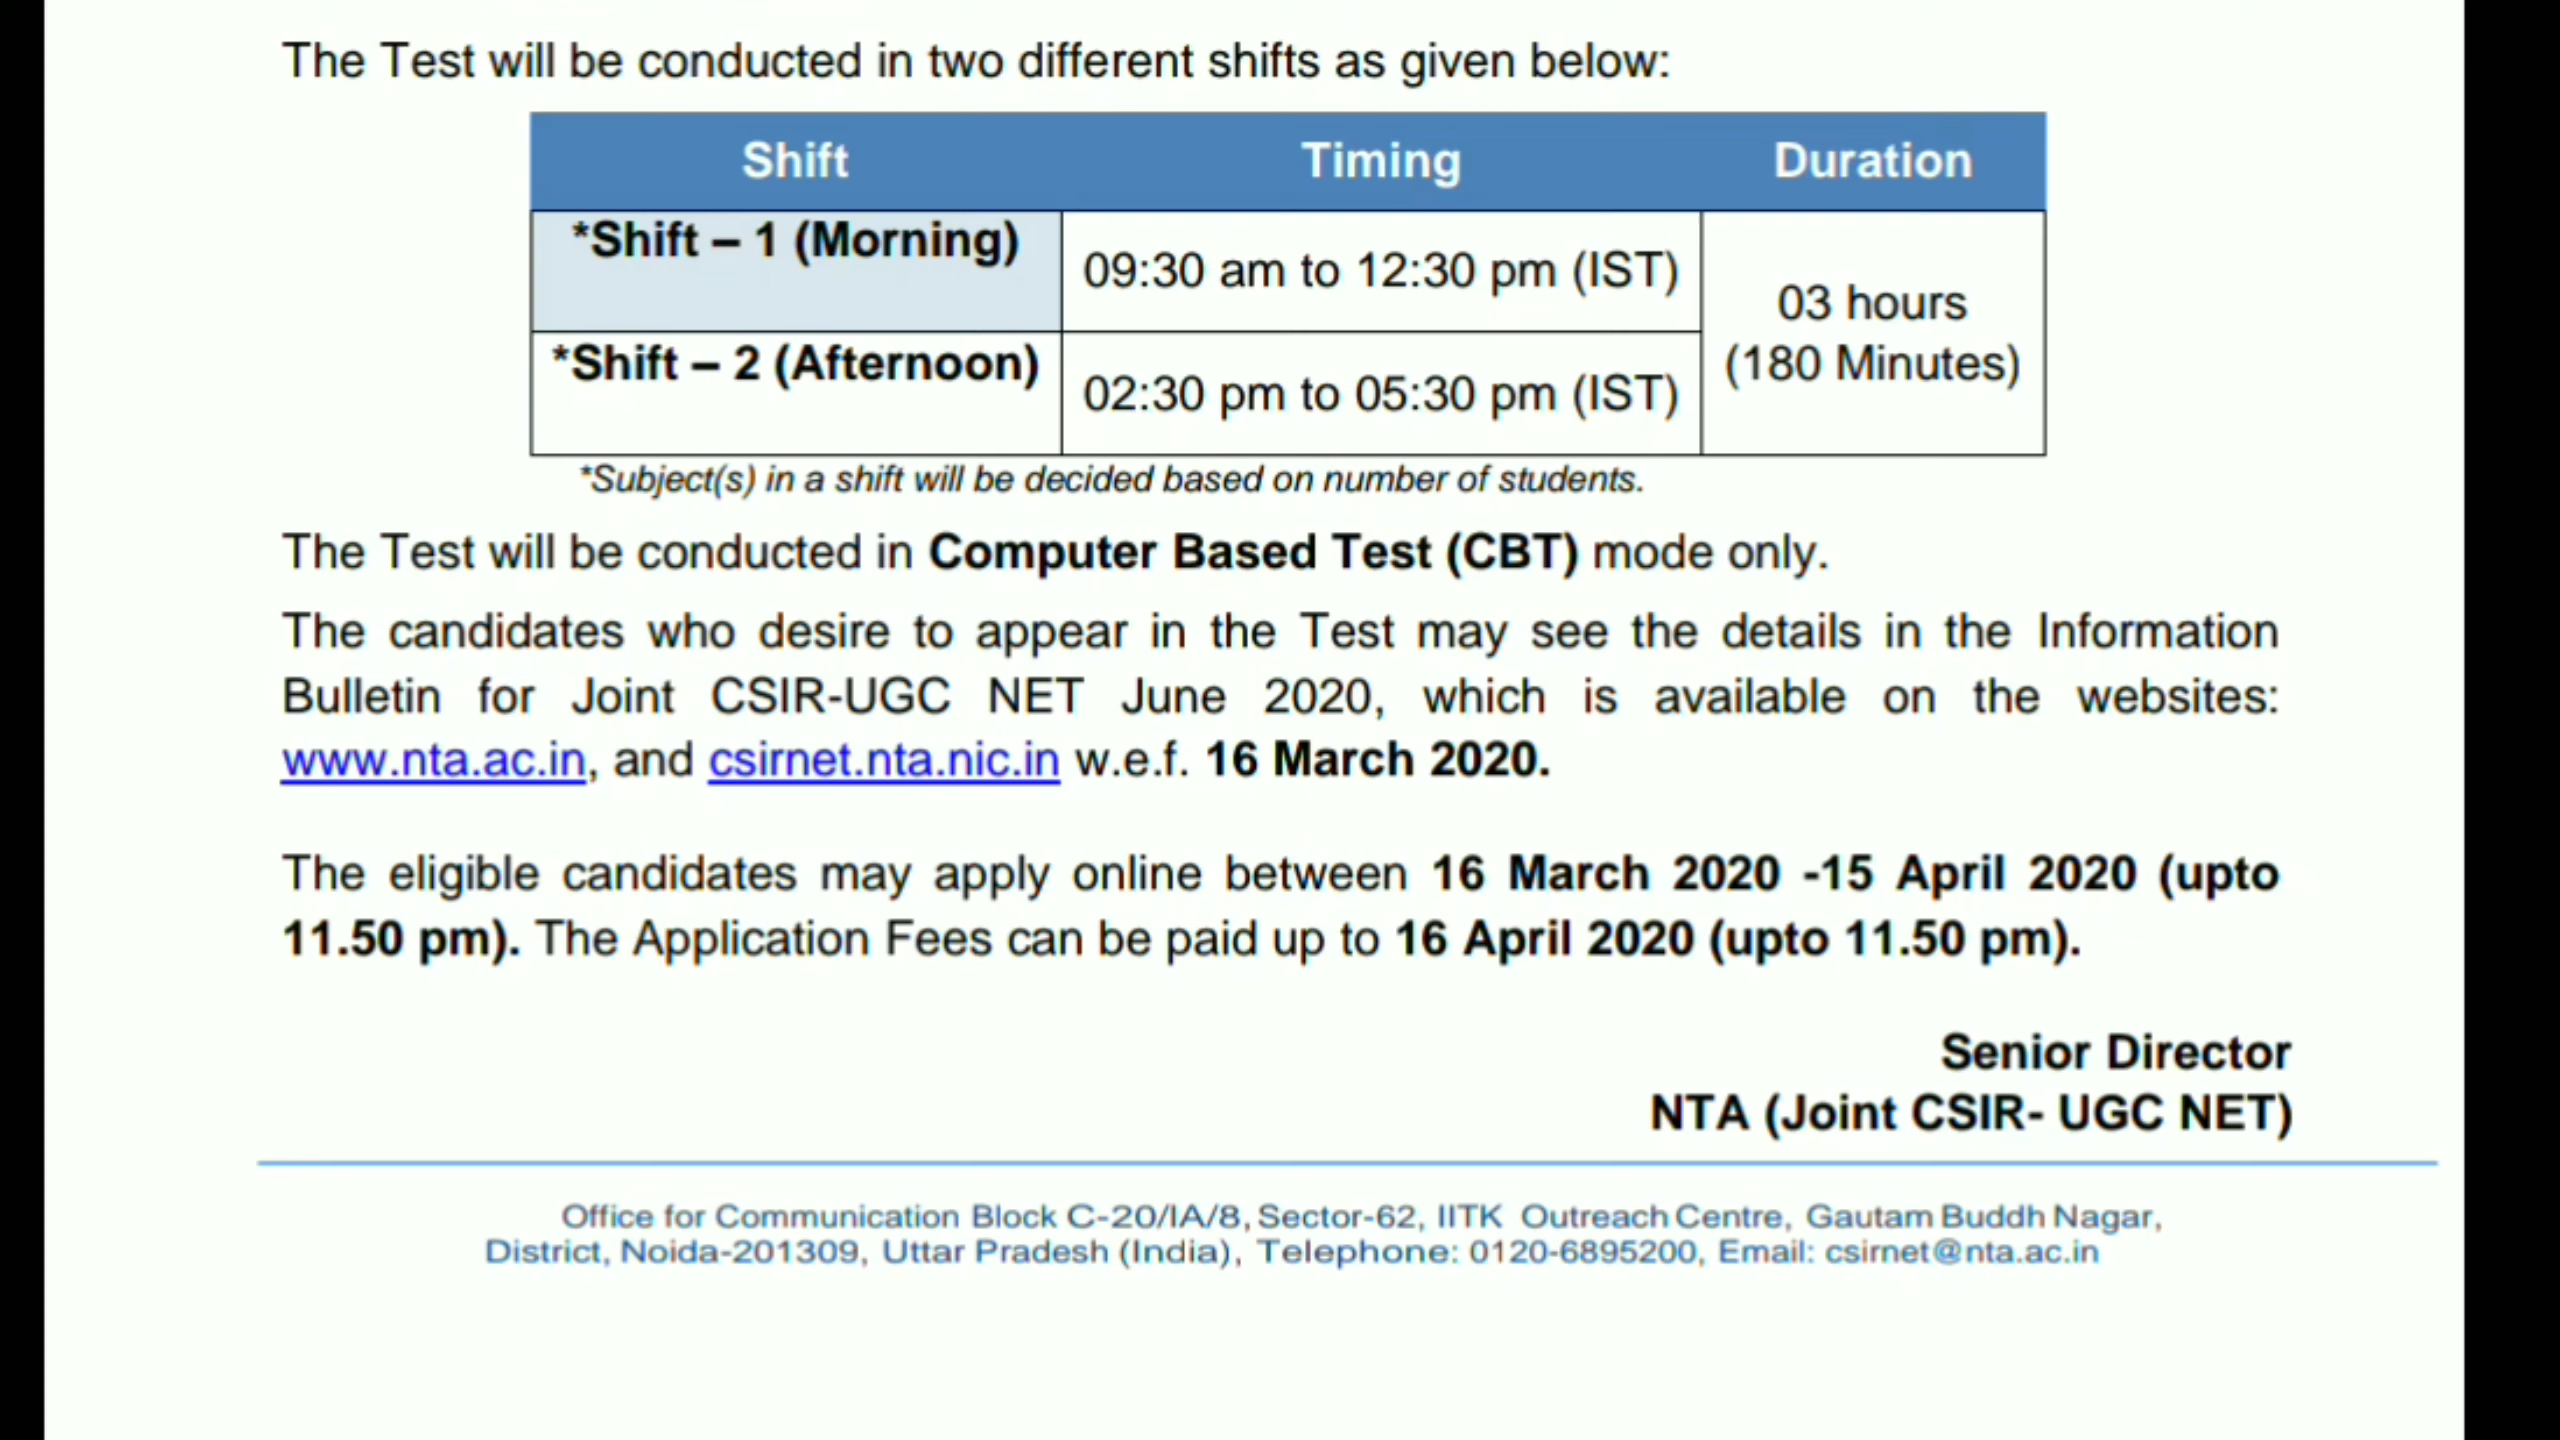 The Test will be conducted in two different shifts as given below:
Shift Timing Duration
*Shift – 1 (Morning) 09:30 am to 12:30 pm (IST) 03 hours (180 Minutes)
*Shift – 2 (Afternoon) 02:30 pm to 05:30 pm (IST)
*Subject(s) in a shift will be decided based on number of students.
The Test will be conducted in Computer Based Test (CBT) mode only.
The candidates who desire to appear in the Test may see the details in the Information
Bulletin for Joint CSIR-UGC NET June 2020, which is available on the websites:
www.nta.ac.in, and csirnet.nta.nic.in w.e.f. 16 March 2020.
The eligible candidates may apply online between 16 March 2020 -15 April 2020 (upto
11.50 pm). The Application Fees can be paid up to 16 April 2020 (upto 11.50 pm).
Senior Director
NTA (Joint CSIR- UGC NET)
Office for Communication Block C-20/IA/8, Sector-62, IITK Outreach Centre, Gautam Buddh Nagar,
District, Noida-201309, Uttar Pradesh (India), Telephone: 0120-6895200, Email: csirnet@nta.ac.in